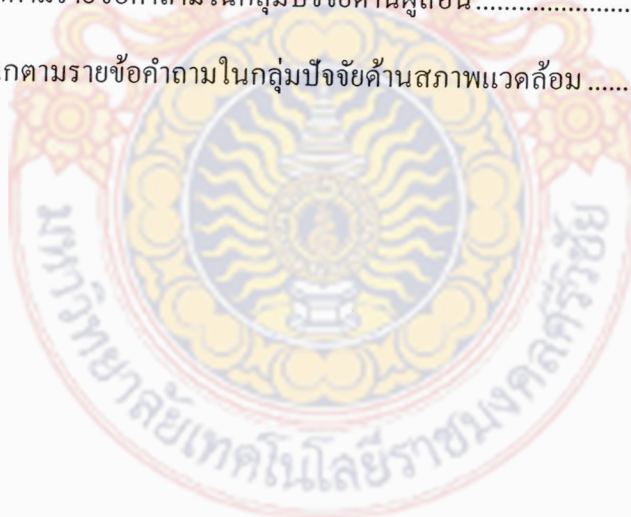 ตามรายข้อคำถามในกลุ่มปัจจัยด้านผู้สอน......................
กตามรายข้อคำถามในกลุ่มปัจจัยด้านสภาพแวดล้อม.......
มหาวิทยาลัยเทคโนโลยีราชมงคลศรีวิชัย